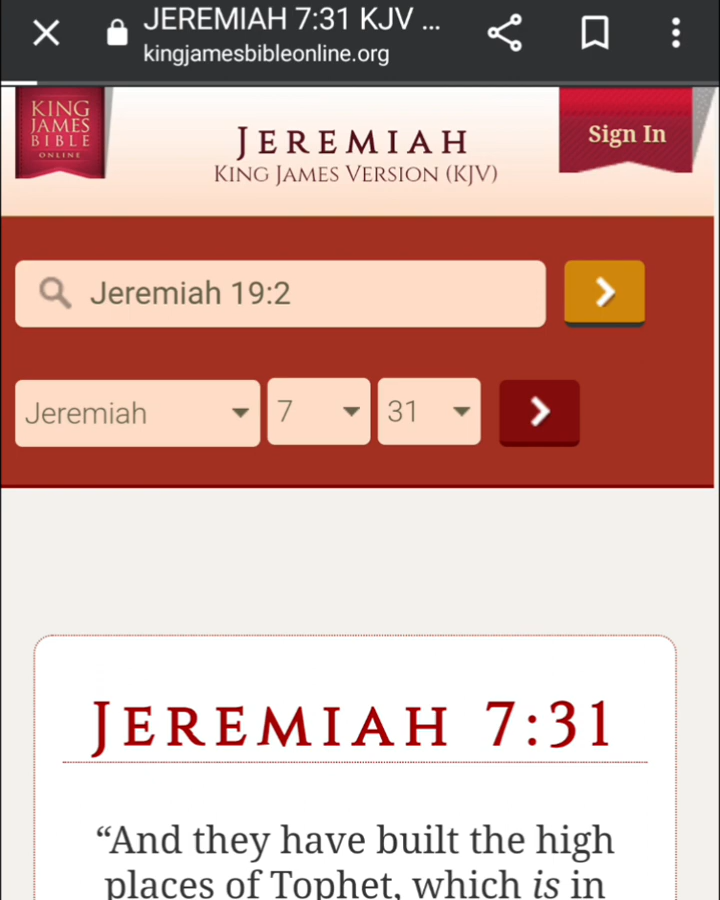 JEREMIAH 7:31 KJV ...
kingjamesbibleonline.org
KING
JAMES
BIBLE
ONLINE
JEREMIAH
KING JAMES VERSION (KJV)
Sign In
Jeremiah 19:2
Jeremiah 7 31
JEREMIAH 7:31
“And they have built the high
places of Tophet, which is in